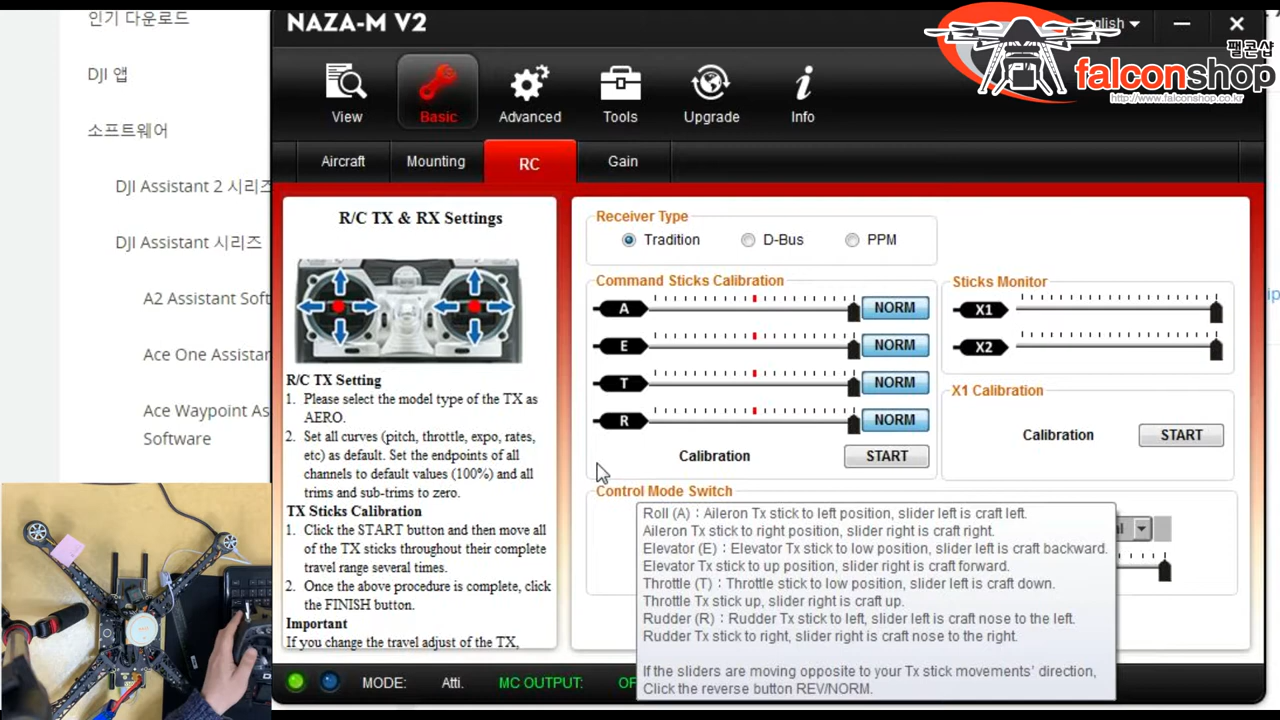 인기 다운로드
DJI 앱
소프트웨어
DJI Assistant 2 시리즈
DJI Assistant 시리즈
A2 Assistant Soft
Ace One Assistan
Ace Waypoint As
Software
NAZA-M V2
English
팰콘샵
falconshop
http://www.falconshop.co.kr
View
Basic
Advanced
Tools
Upgrade
Info
Aircraft
Mounting
RC
Gain
R/C TX & RX Settings
R/C TX Setting
1. Please select the model type of the TX as
AERO.
2. Set all curves (pitch, throttle, expo, rates,
etc) as default. Set the endpoints of all
channels to default values (100%) and all
trims and sub-trims to zero.
TX Sticks Calibration
1. Click the START button and then move all
of the TX sticks throughout their complete
travel range several times.
2. Once the above procedure is complete, click
the FINISH button.
Important
If you change the travel adjust of the TX,
Receiver Type
Tradition
D-Bus
PPM
Command Sticks Calibration
A
NORM
E
NORM
T
NORM
R
NORM
Calibration
START
Sticks Monitor
X1
X2
X1 Calibration
Calibration
START
Control Mode Switch
Roll (A) : Aileron Tx stick to left position, slider left is craft left.
Aileron Tx stick to right position, slider right is craft right.
Elevator (E) : Elevator Tx stick to low position, slider left is craft backward.
Elevator Tx stick to up position, slider right is craft forward.
Throttle (T) : Throttle stick to low position, slider left is craft down.
Throttle Tx stick up, slider right is craft up.
Rudder (R) : Rudder Tx stick to left, slider left is craft nose to the left.
Rudder Tx stick to right, slider right is craft nose to the right.
If the sliders are moving opposite to your Tx stick movements' direction,
Click the reverse button REV/NORM.
MODE:
Atti.
MC OUTPUT: